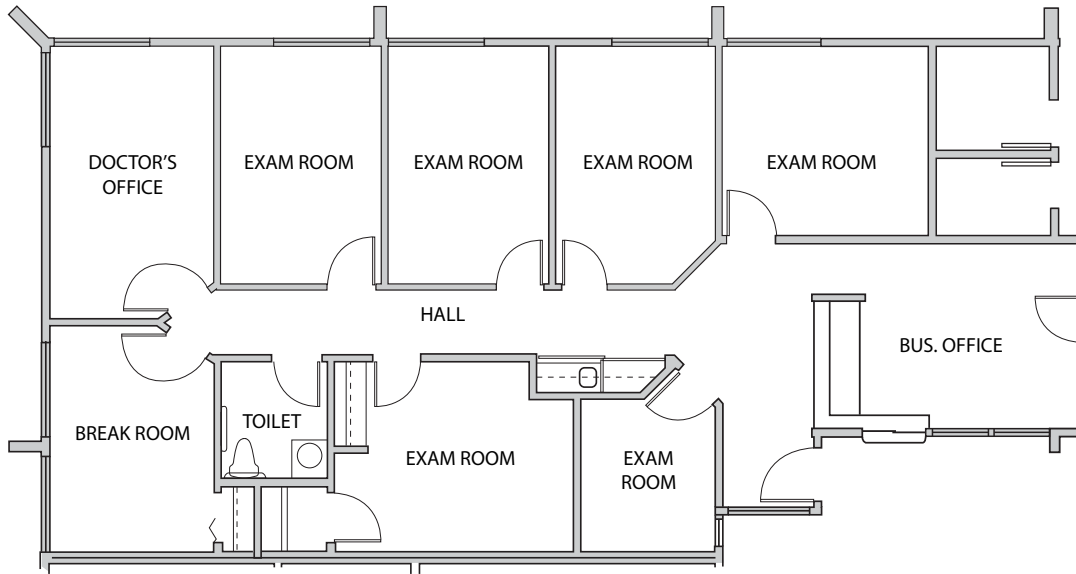 DOCTOR'S
OFFICE
EXAM ROOM
EXAM ROOM
EXAM ROOM
EXAM ROOM
HALL
BUS. OFFICE
BREAK ROOM
TOILET
EXAM ROOM
EXAM
ROOM